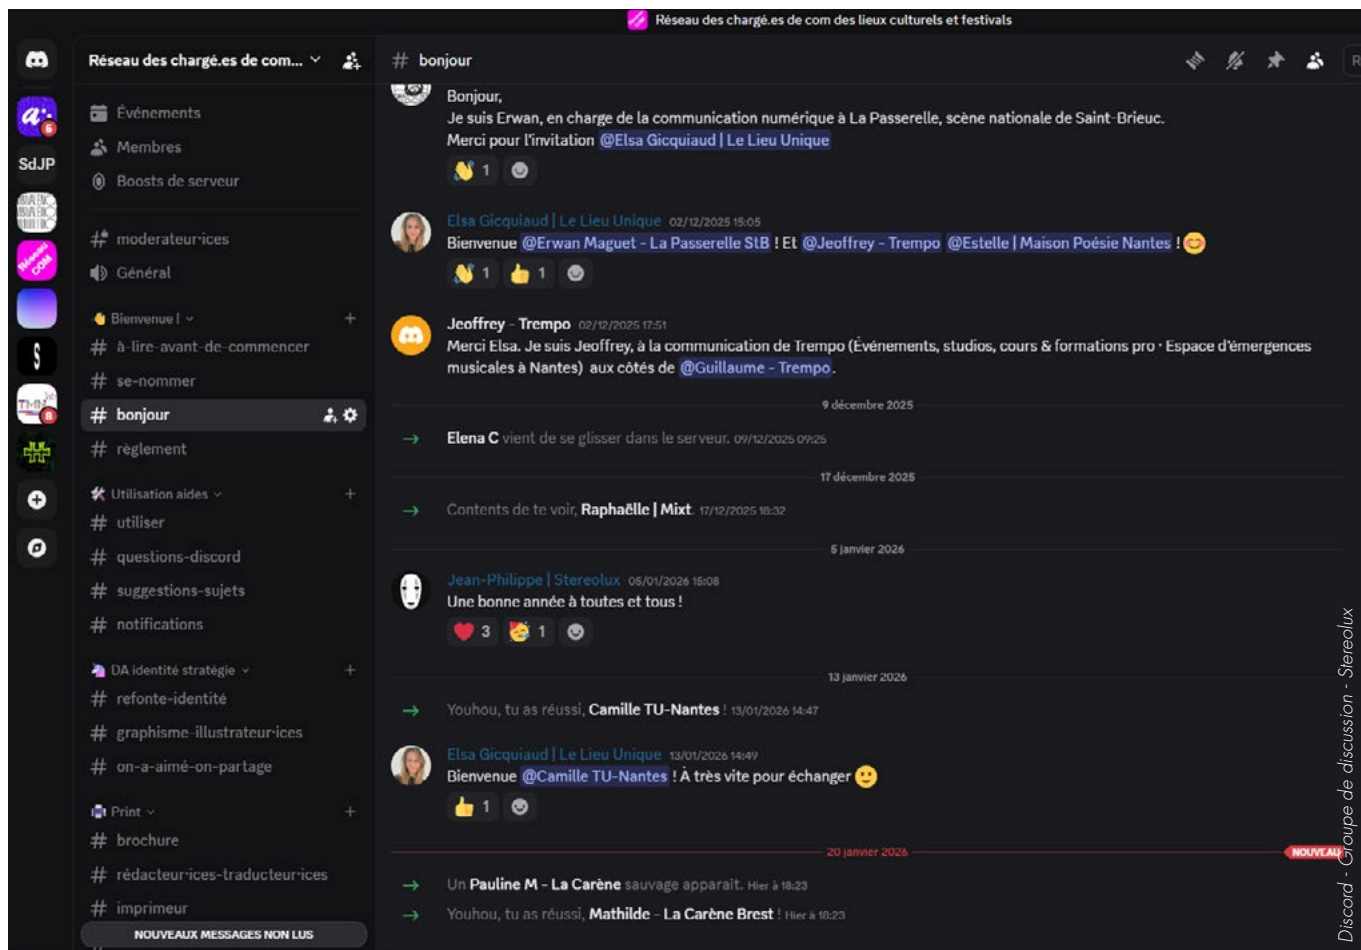 Réseau des chargé.es de com des lieux culturels et festivals
Réseau des chargé.es de com...
Événements
Membres
Boosts de serveur
moderateur·ices
Général
Bienvenue !
à-lire-avant-de-commencer
se-nommer
bonjour
règlement
Utilisation aides
utiliser
questions-discord
suggestions-sujets
notifications
DA identité stratégie
refonte-identité
graphisme-illustrateur·ices
on-a-aimé-on-partage
Print
brochure
rédacteur·ices-traducteur·ices
imprimeur
NOUVEAUX MESSAGES NON LUS
a
6
SdJP
Réseau COM
TMN
8
# bonjour
R
Bonjour,
Je suis Erwan, en charge de la communication numérique à La Passerelle, scène nationale de Saint-Brieuc.
Merci pour l'invitation @Elsa Gicquiaud | Le Lieu Unique
1
Elsa Gicquiaud | Le Lieu Unique 02/12/2025 15:05
Bienvenue @Erwan Maguet - La Passerelle StB ! Et @Jeoffrey - Trempo @Estelle | Maison Poésie Nantes !
1 1
Jeoffrey - Trempo 02/12/2025 17:51
Merci Elsa. Je suis Jeoffrey, à la communication de Trempo (Événements, studios, cours & formations pro · Espace d'émergences
musicales à Nantes) aux côtés de @Guillaume - Trempo.
9 décembre 2025
Elena C vient de se glisser dans le serveur. 09/12/2025 09:25
17 décembre 2025
Contents de te voir, Raphaëlle | Mixt. 17/12/2025 18:32
5 janvier 2026
Jean-Philippe | Stereolux 05/01/2026 15:08
Une bonne année à toutes et tous !
3 1
13 janvier 2026
Youhou, tu as réussi, Camille TU-Nantes ! 13/01/2026 14:47
Elsa Gicquiaud | Le Lieu Unique 13/01/2026 14:49
Bienvenue @Camille TU-Nantes ! À très vite pour échanger
1
20 janvier 2026
NOUVEAU
Un Pauline M - La Carène sauvage apparaît. Hier à 18:23
Youhou, tu as réussi, Mathilde - La Carène Brest ! Hier à 18:23
Discord - Groupe de discussion - Stereolux